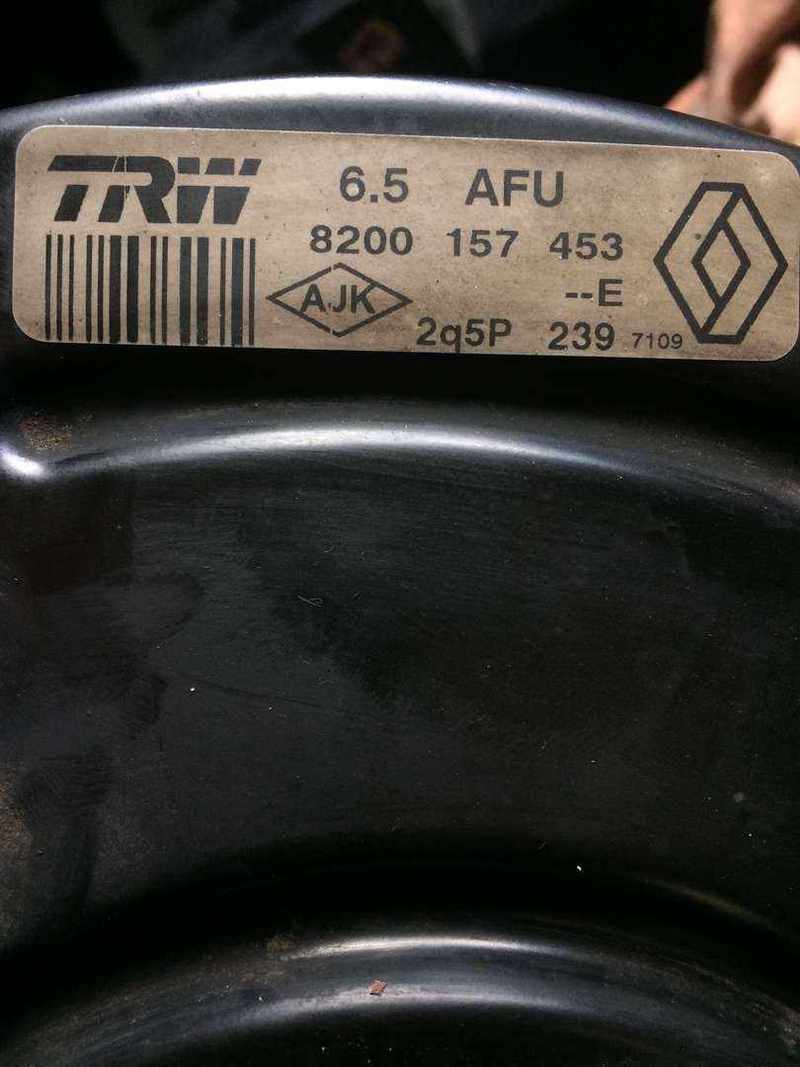 TRW
6.5 AFU
8200 157 453
AJK
--E
2q5P 239 7109